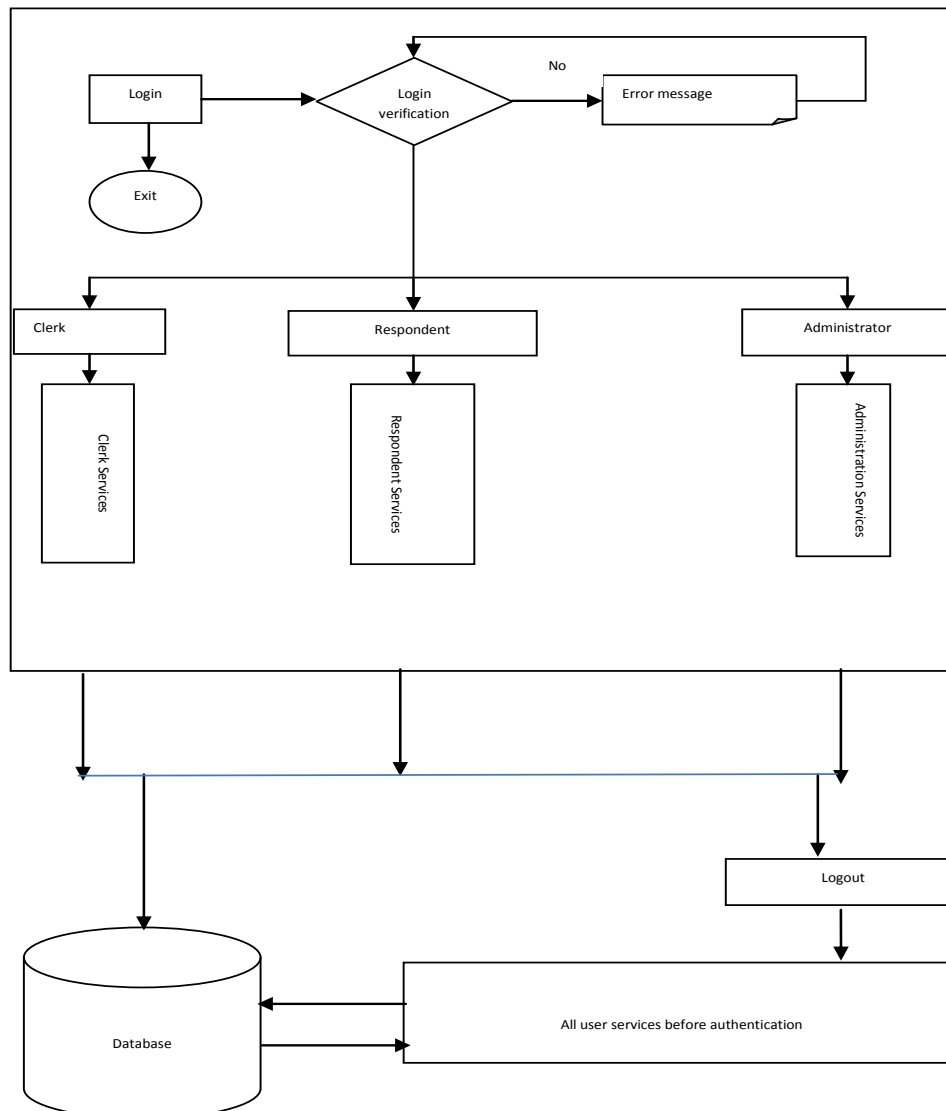 No
Login
Login
verification
Error message
Exit
Clerk
Respondent
Administrator
Clerk Services
Respondent Services
Administration Services
Logout
All user services before authentication
Database